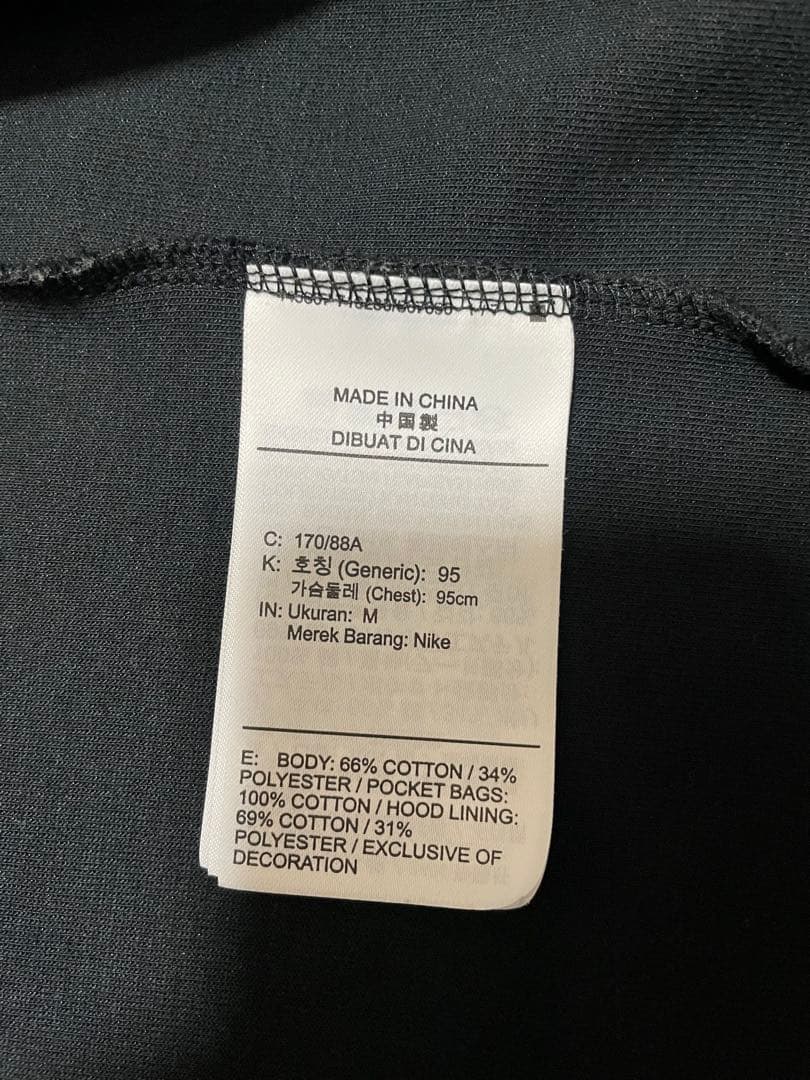 MADE IN CHINA
中国製
DIBUAT DI CINA
C: 170/88A
K: 호칭 (Generic): 95
가슴둘레 (Chest): 95cm
IN: Ukuran: M
Merek Barang: Nike
E: BODY: 66% COTTON / 34%
POLYESTER / POCKET BAGS:
100% COTTON / HOOD LINING:
69% COTTON / 31%
POLYESTER / EXCLUSIVE OF
DECORATION